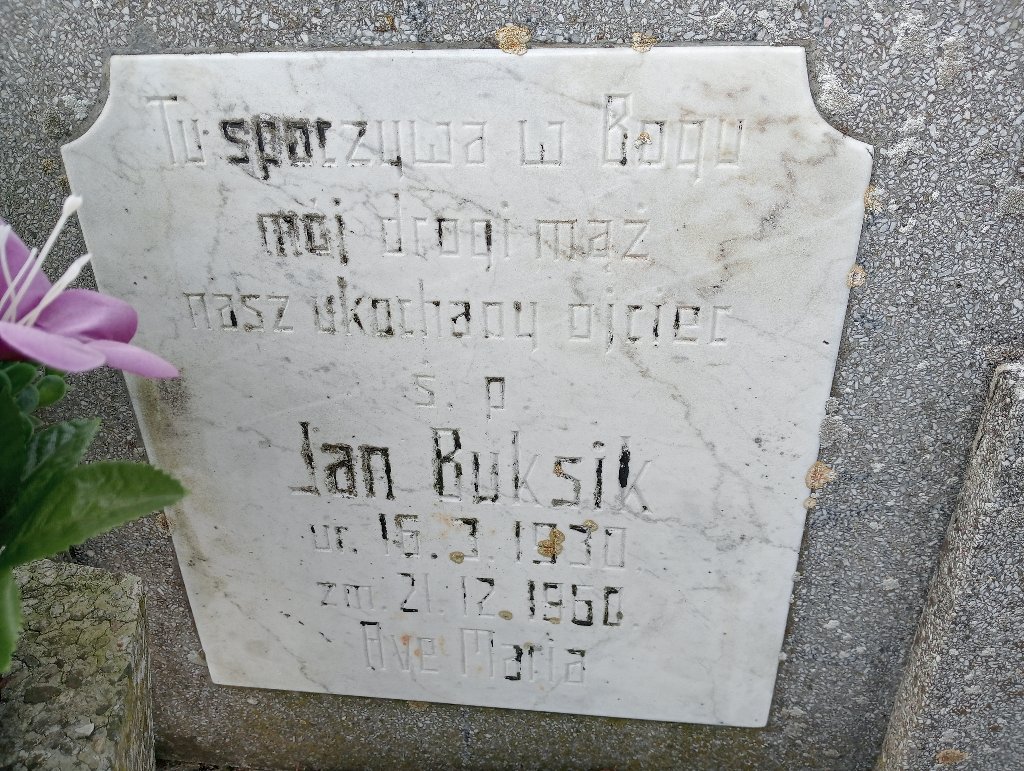 Tu spoczywa w Bogu
mój drogi mąż
nasz ukochany ojciec
s. p
Jan Buksik
ur. 16. 3 1930.
zm. 21. 12. 1960.
Ave Maria